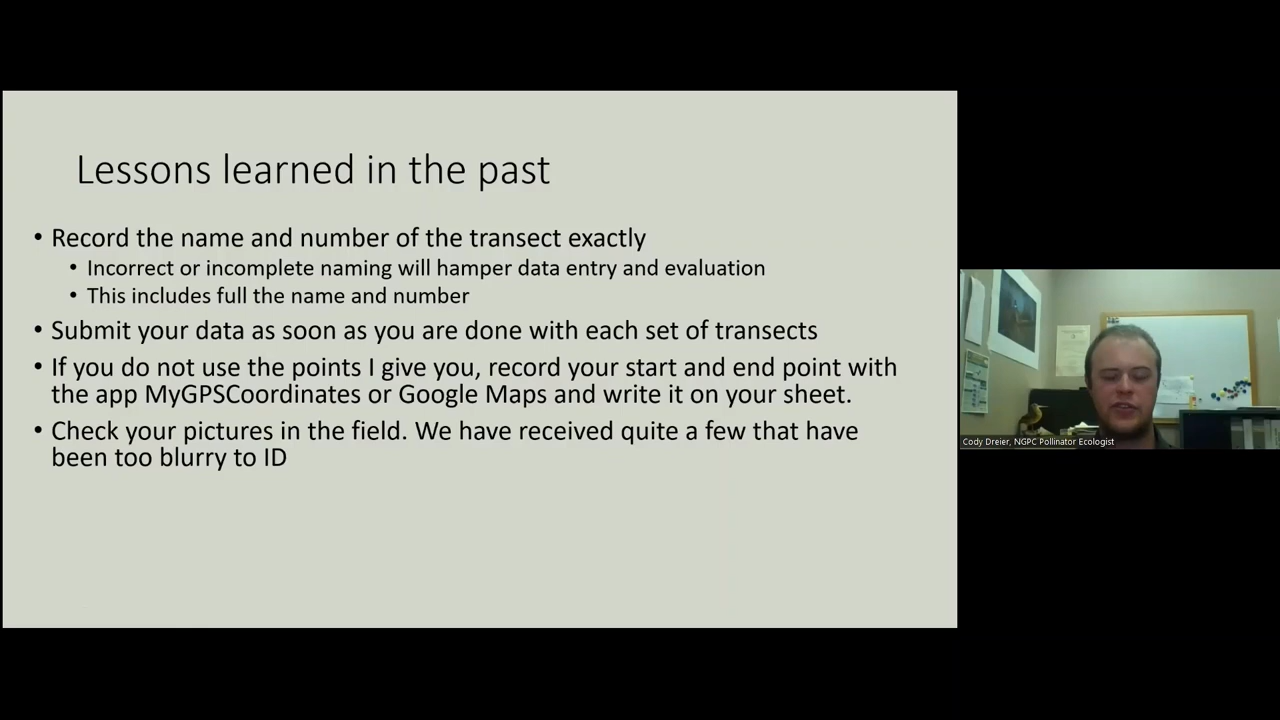 Lessons learned in the past
• Record the name and number of the transect exactly
• Incorrect or incomplete naming will hamper data entry and evaluation
• This includes full the name and number
• Submit your data as soon as you are done with each set of transects
• If you do not use the points I give you, record your start and end point with
the app MyGPSCoordinates or Google Maps and write it on your sheet.
• Check your pictures in the field. We have received quite a few that have
been too blurry to ID
Cody Dreier, NGPC Pollinator Ecologist